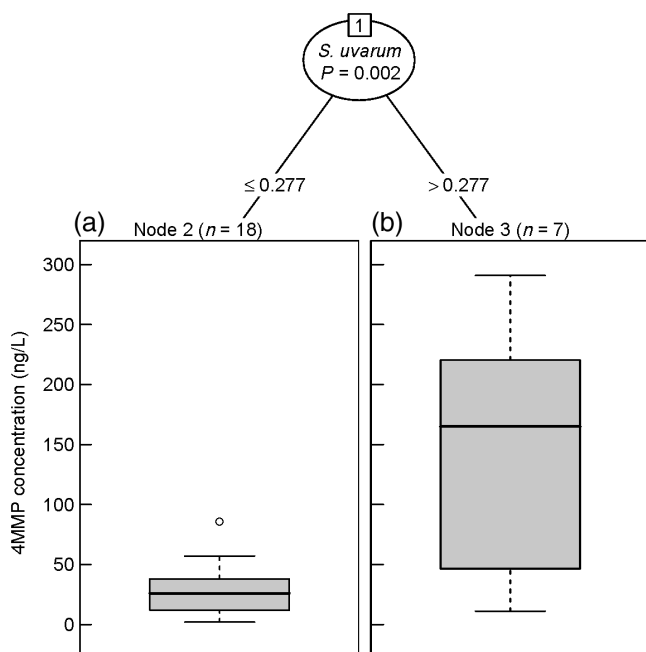 1
S. uvarum
P = 0.002
≤ 0.277
> 0.277
(a)
Node 2 (n = 18)
(b)
Node 3 (n = 7)
300
250
200
150
100
50
0
4MMP concentration (ng/L)